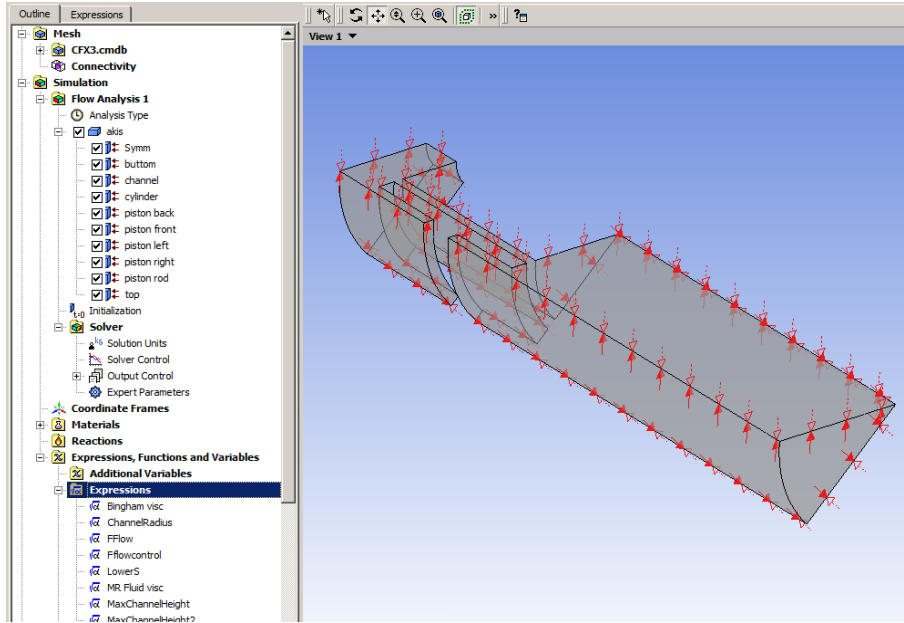 Outline
Expressions
Mesh
CFX3.cmdb
Connectivity
Simulation
Flow Analysis 1
Analysis Type
akis
Symm
buttom
channel
cylinder
piston back
piston front
piston left
piston right
piston rod
top
t=0 Initialization
Solver
Solution Units
Solver Control
Output Control
Expert Parameters
Coordinate Frames
Materials
Reactions
Expressions, Functions and Variables
Additional Variables
Expressions
Bingham visc
ChannelRadius
FFlow
Fflowcontrol
LowerS
MR Fluid visc
MaxChannelHeight
MaxChannelHeight2
» ?
View 1